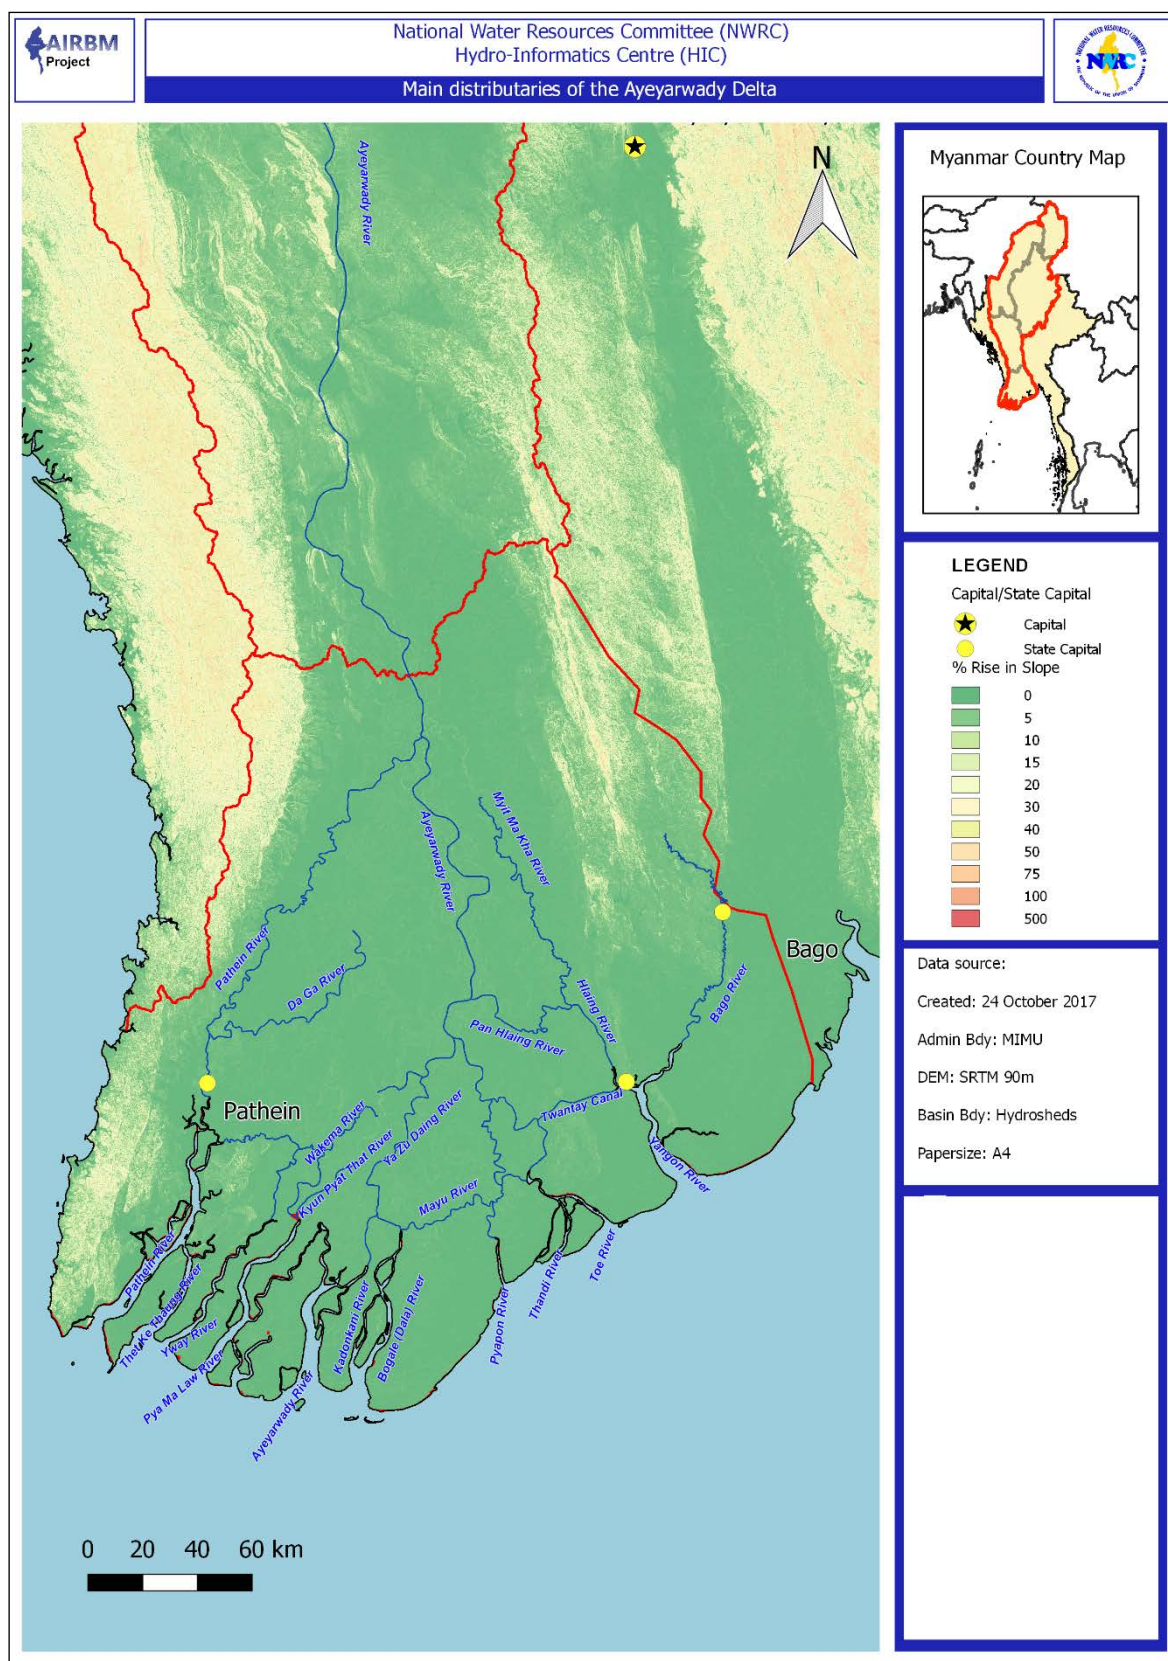 AIRBM
Project
National Water Resources Committee (NWRC)
Hydro-Informatics Centre (HIC)
Main distributaries of the Ayeyarwady Delta
NWRC
N
Ayeyarwady River
Ayeyarwady River
Myit Ma Kha River
Pathein River
Da Ga River
Pan Hlaing River
Hlaing River
Bago River
Bago
Pathein
Wakema River
Kyun Pyat That River
Ya Zu Daing River
Twantay Canal
Yangon River
Mayu River
Pathein River
Thet Ke Thaung River
Yway River
Pya Ma Law River
Ayeyarwady River
Kadonkani River
Bogale (Dala) River
Pyapon River
Thandi River
Toe River
0 20 40 60 km
Myanmar Country Map
LEGEND
Capital/State Capital
Capital
State Capital
% Rise in Slope
0
5
10
15
20
30
40
50
75
100
500
Data source:
Created: 24 October 2017
Admin Bdy: MIMU
DEM: SRTM 90m
Basin Bdy: Hydrosheds
Papersize: A4